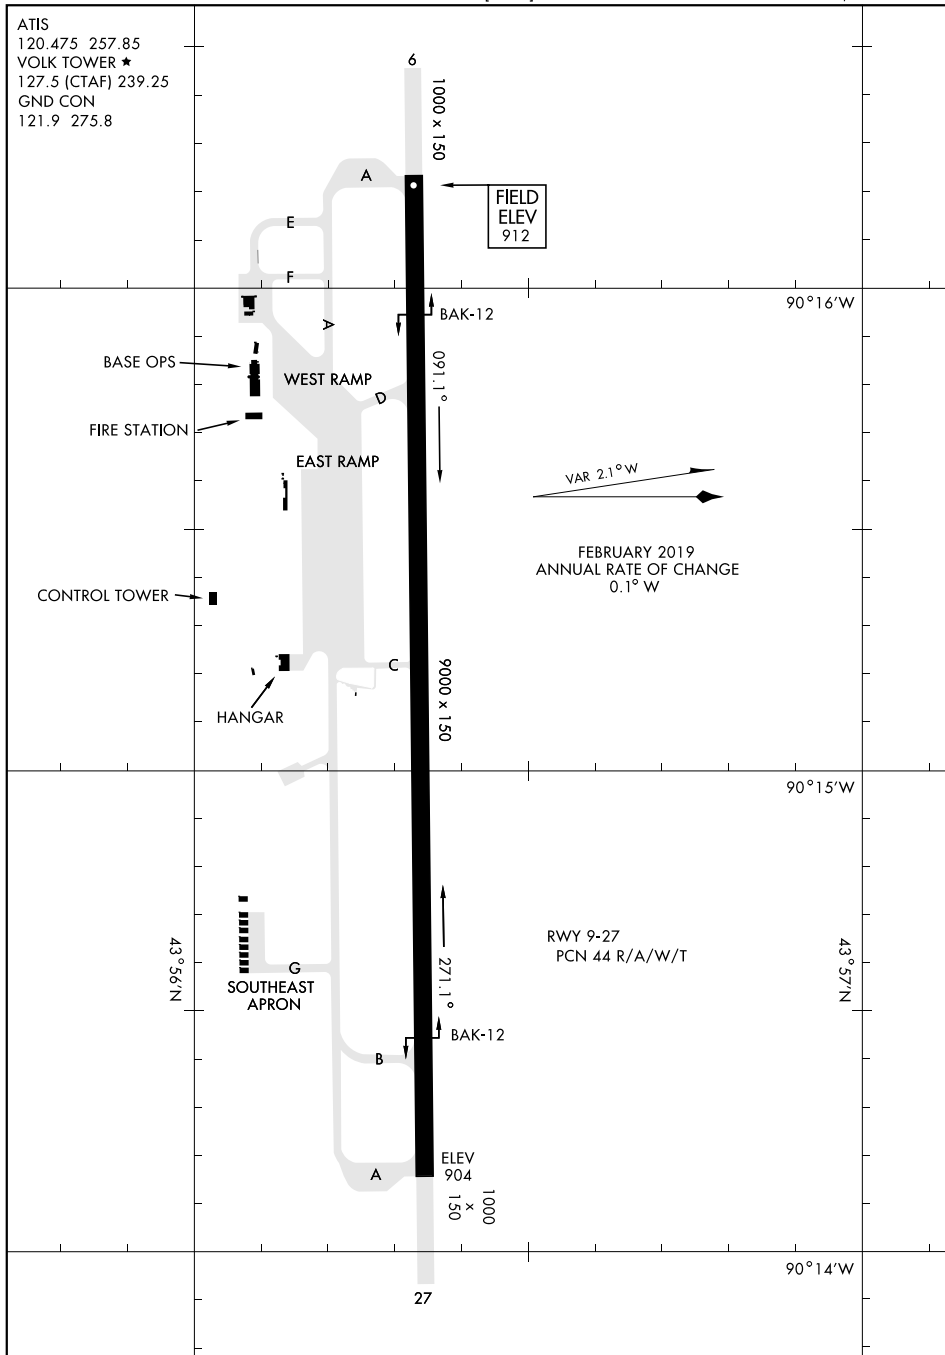 ATIS
120.475 257.85
VOLK TOWER ★
127.5 (CTAF) 239.25
GND CON
121.9 275.8
6
1000 x 150
A
FIELD
ELEV
912
E
F
90°16'W
BAK-12
A
BASE OPS
091.1°
WEST RAMP
D
FIRE STATION
EAST RAMP
VAR 2.1° W
FEBRUARY 2019
ANNUAL RATE OF CHANGE
0.1° W
CONTROL TOWER
C
9000 x 150
HANGAR
90°15'W
RWY 9-27
PCN 44 R/A/W/T
43°56'N
43°57'N
G
271.1°
SOUTHEAST
APRON
BAK-12
B
ELEV
904
A
1000
x
150
90°14'W
27